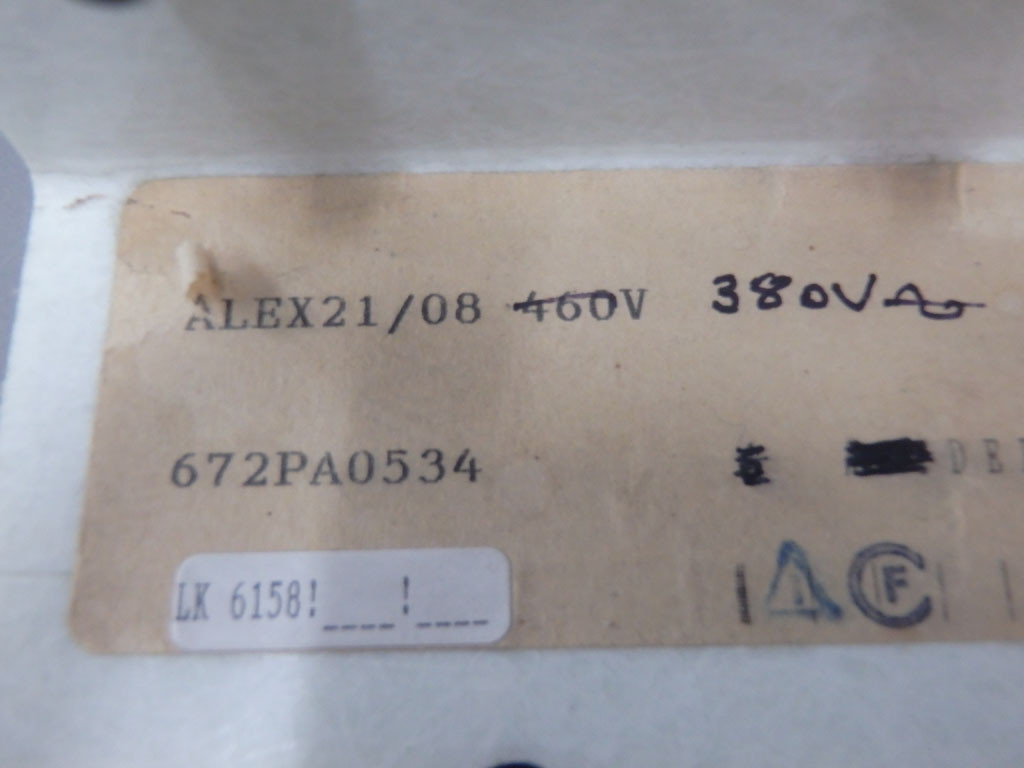 ALEX21/08 460V 380V
672PA0534
LK 6158!____!____
F